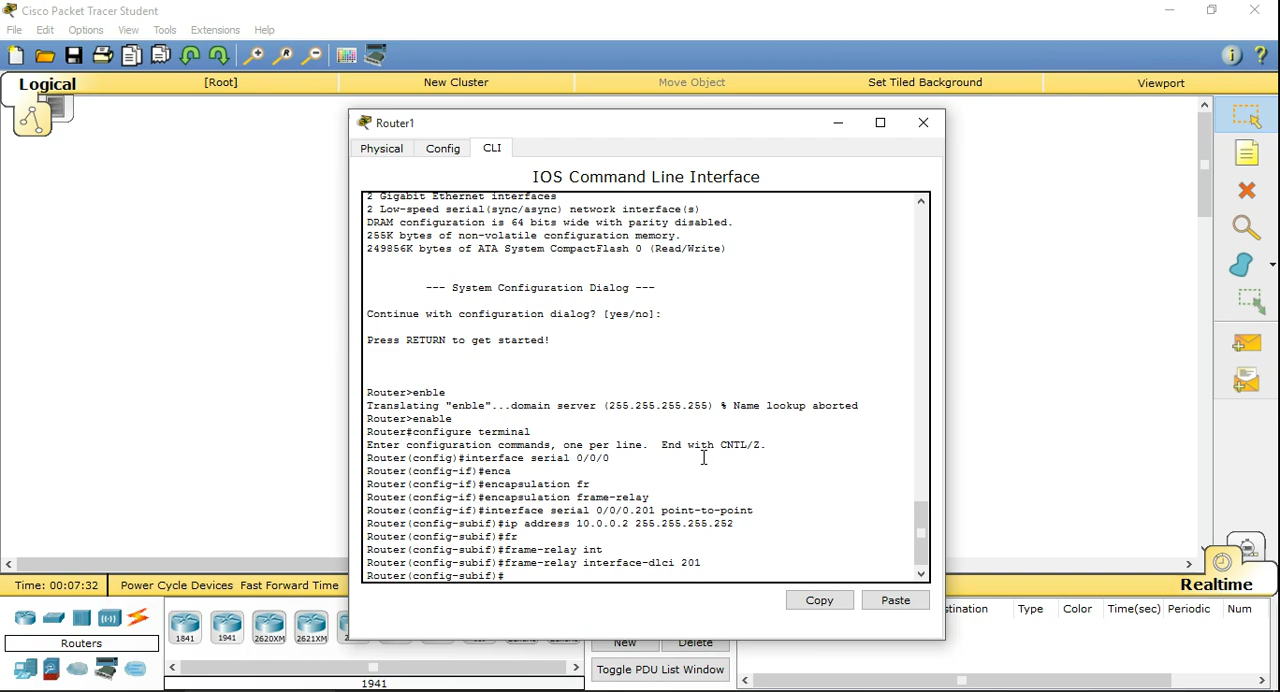 Cisco Packet Tracer Student
File Edit Options View Tools Extensions Help
Logical [Root] New Cluster Move Object Set Tiled Background Viewport
Router1
Physical Config CLI
IOS Command Line Interface
2 Gigabit Ethernet interfaces
2 Low-speed serial(sync/async) network interface(s)
DRAM configuration is 64 bits wide with parity disabled.
255K bytes of non-volatile configuration memory.
249856K bytes of ATA System CompactFlash 0 (Read/Write)
--- System Configuration Dialog ---
Continue with configuration dialog? [yes/no]:
Press RETURN to get started!
Router>enble
Translating "enble"...domain server (255.255.255.255) % Name lookup aborted
Router>enable
Router#configure terminal
Enter configuration commands, one per line.  End with CNTL/Z.
Router(config)#interface serial 0/0/0
Router(config-if)#enca
Router(config-if)#encapsulation fr
Router(config-if)#encapsulation frame-relay
Router(config-if)#interface serial 0/0/0.201 point-to-point
Router(config-subif)#ip address 10.0.0.2 255.255.255.252
Router(config-subif)#fr
Router(config-subif)#frame-relay int
Router(config-subif)#frame-relay interface-dlci 201
Router(config-subif)#
Copy Paste
Time: 00:07:32 Power Cycle Devices Fast Forward Time Realtime
Routers
1841 1941 2620XM 2621XM
1941
New Delete
Toggle PDU List Window
stination Type Color Time(sec) Periodic Num